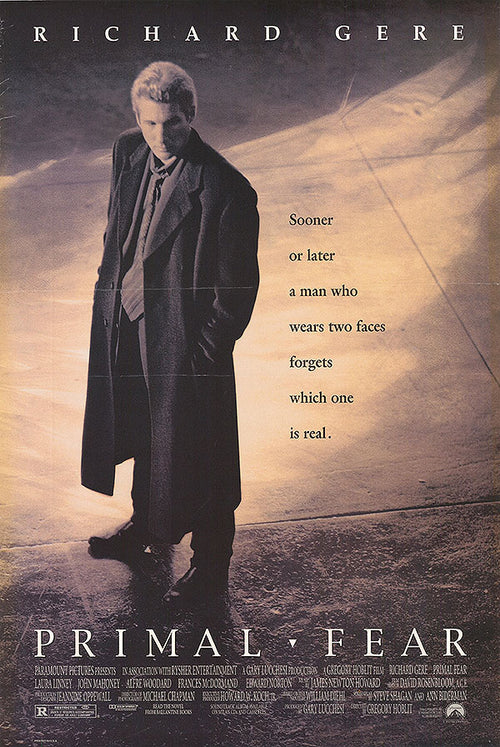 RICHARD GERE
Sooner
or later
a man who
wears two faces
forgets
which one
is real.
PRIMAL FEAR
PARAMOUNT PICTURES PRESENTS IN ASSOCIATION WITH RYSHER ENTERTAINMENT A GARY LUCCHESI PRODUCTION A GREGORY HOBLIT FILM RICHARD GERE PRIMAL FEAR
LAURA LINNEY JOHN MAHONEY ALFRE WOODARD FRANCES McDORMAND EDWARD NORTON JAMES NEWTON HOWARD DAVID ROSENBLOOM, A.C.E.
JEANNINE OPPEWALL MICHAEL CHAPMAN HOWARD W. KOCH, JR. WILLIAM DIEHL STEVE SHAGAN AND ANN BIDERMAN
R RESTRICTED READ THE NOVEL FROM BALLANTINE BOOKS GARY LUCCHESI GREGORY HOBLIT